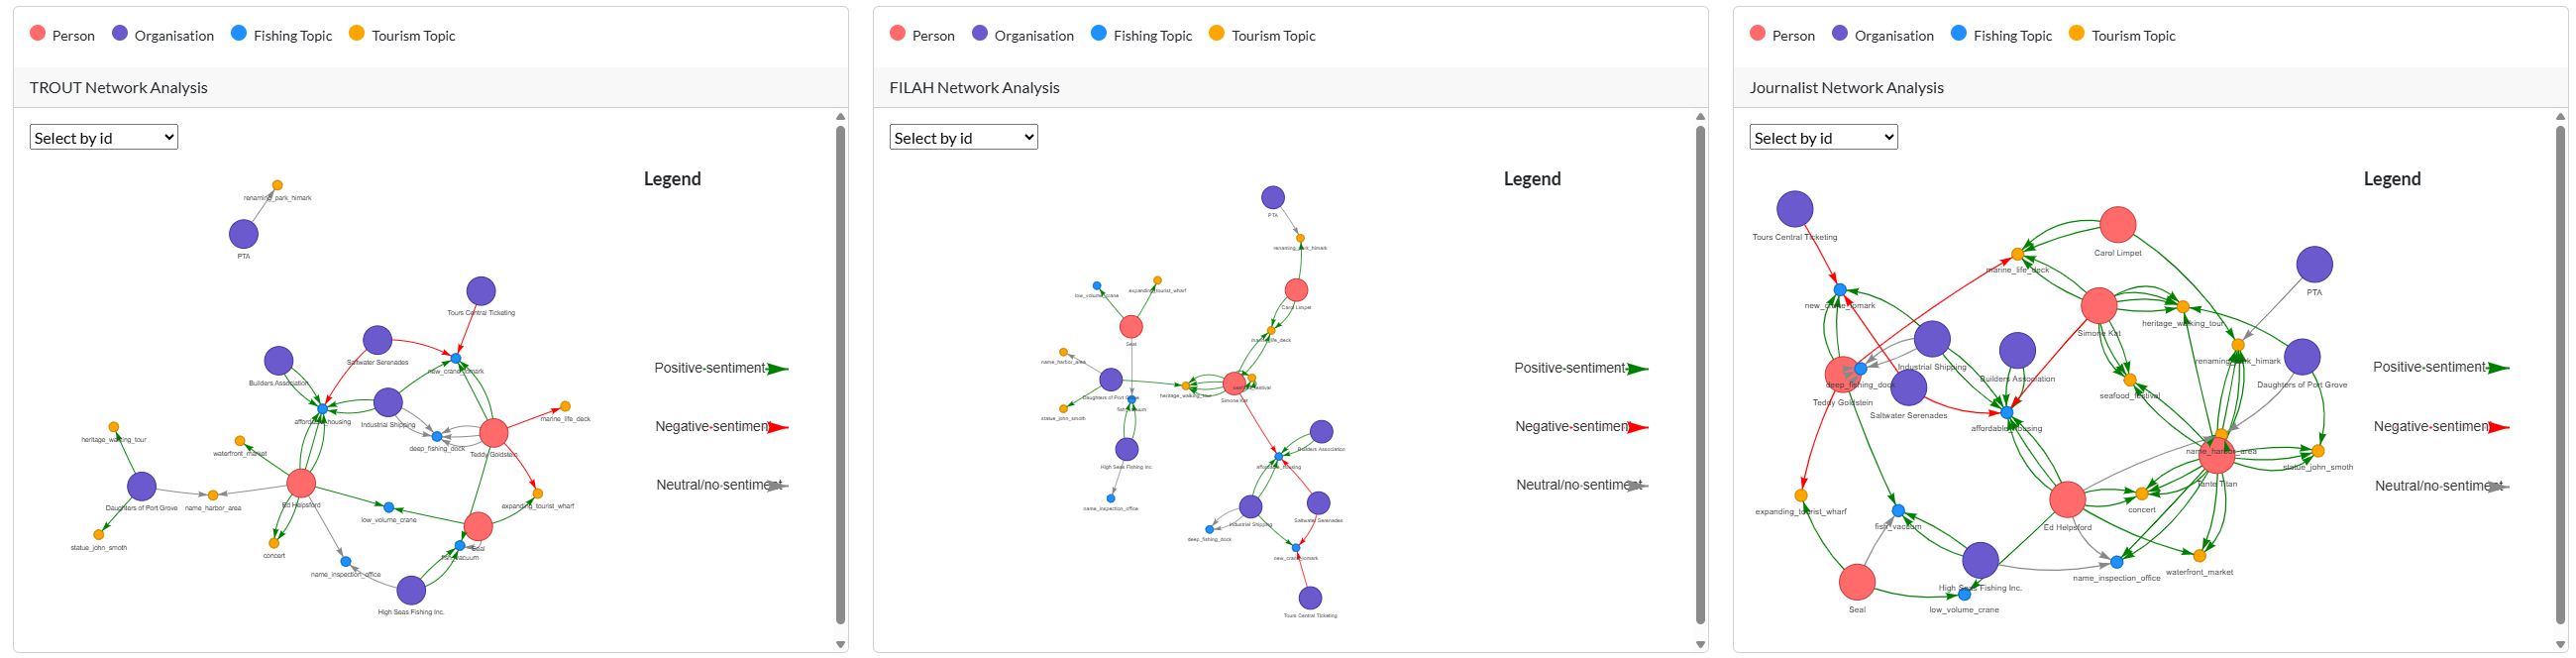 Person Organisation Fishing Topic Tourism Topic
TROUT Network Analysis
Select by id
Legend
renaming_park_himark
PTA
Tours Central Ticketing
Saltwater Serenades
new_crane_lomark
Builders Association
Positive sentiment
affordable_housing
Industrial Shipping
marine_life_deck
Negative sentimen
heritage_walking_tour
deep_fishing_dock
Teddy Goldstein
waterfront_market
Daughters of Port Grove
name_harbor_area
Ed Helpsford
expanding_tourist_wharf
Neutral/no sentiment
low_volume_crane
statue_john_smoth
concert
Seal
fish_vacuum
name_inspection_office
High Seas Fishing Inc.
Person Organisation Fishing Topic Tourism Topic
FILAH Network Analysis
Select by id
Legend
PTA
renaming_park_himark
low_volume_crane
expanding_tourist_wharf
Carol Limpet
Seal
marine_life_deck
name_harbor_area
Positive sentiment
Daughters of Port Grove
heritage_walking_tour
Simone Kat
statue_john_smoth
Negative sentimen
Builders Association
High Seas Fishing Inc.
affordable_housing
Neutral/no sentiment
name_inspection_office
Industrial Shipping
Saltwater Serenades
deep_fishing_dock
new_crane_lomark
Tours Central Ticketing
Person Organisation Fishing Topic Tourism Topic
Journalist Network Analysis
Select by id
Legend
Tours Central Ticketing
Carol Limpet
marine_life_deck
PTA
new_crane_lomark
Simone Kat
heritage_walking_tour
renaming_park_himark
Industrial Shipping
Builders Association
Positive sentiment
deep_fishing_dock
Daughters of Port Grove
Teddy Goldstein
seafood_festival
Saltwater Serenades
affordable_housing
Negative sentimen
name_harbor_area
statue_john_smoth
Tante Titan
Neutral/no sentiment
expanding_tourist_wharf
concert
fish_vacuum
Ed Helpsford
waterfront_market
name_inspection_office
High Seas Fishing Inc.
Seal
low_volume_crane